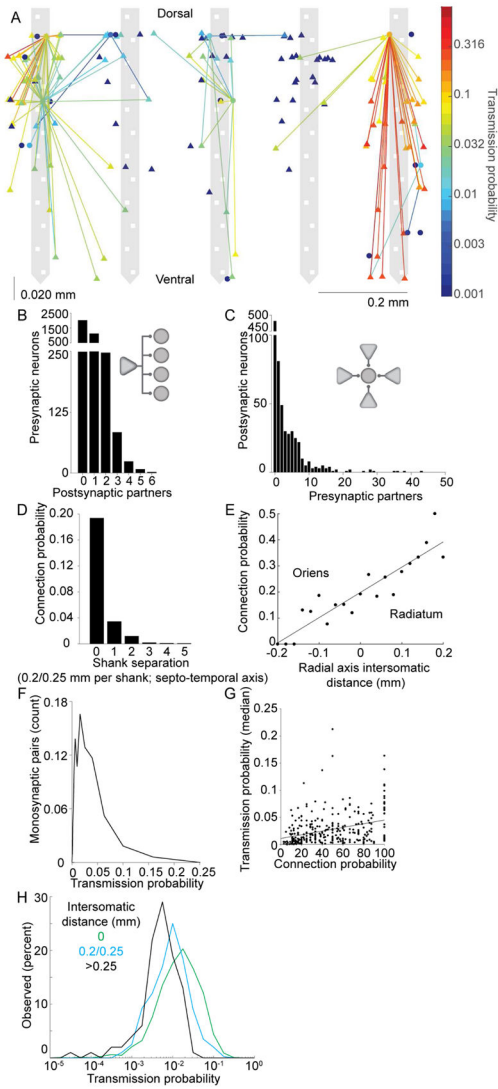 A
Dorsal
0.316
0.1
0.032
0.01
0.003
0.001
Transmission probability
Ventral
0.020 mm
0.2 mm
B
Presynaptic neurons
2500
1500
500
250
125
0
0 1 2 3 4 5 6
Postsynaptic partners
C
Postsynaptic neurons
500
450
100
50
0
0 10 20 30 40 50
Presynaptic partners
D
Connection probability
0.20
0.16
0.12
0.08
0.04
0
0 1 2 3 4 5
Shank separation
(0.2/0.25 mm per shank; septo-temporal axis)
E
Connection probability
0.5
0.4
0.3
0.2
0.1
0.0
Oriens
Radiatum
-0.2 -0.1 0 0.1 0.2
Radial axis intersomatic
distance (mm)
F
Monosynaptic pairs (count)
0.18
0.12
0.06
0
0 0.05 0.1 0.15 0.2 0.25
Transmission probability
G
Transmission probability (median)
0.25
0.2
0.15
0.1
0.05
0
0 20 40 60 80 100
Connection probability
H
Observed (percent)
30
20
10
0
Intersomatic
distance (mm)
0
0.2/0.25
>0.25
10-5 10-4 10-3 10-2 10-1 100
Transmission probability